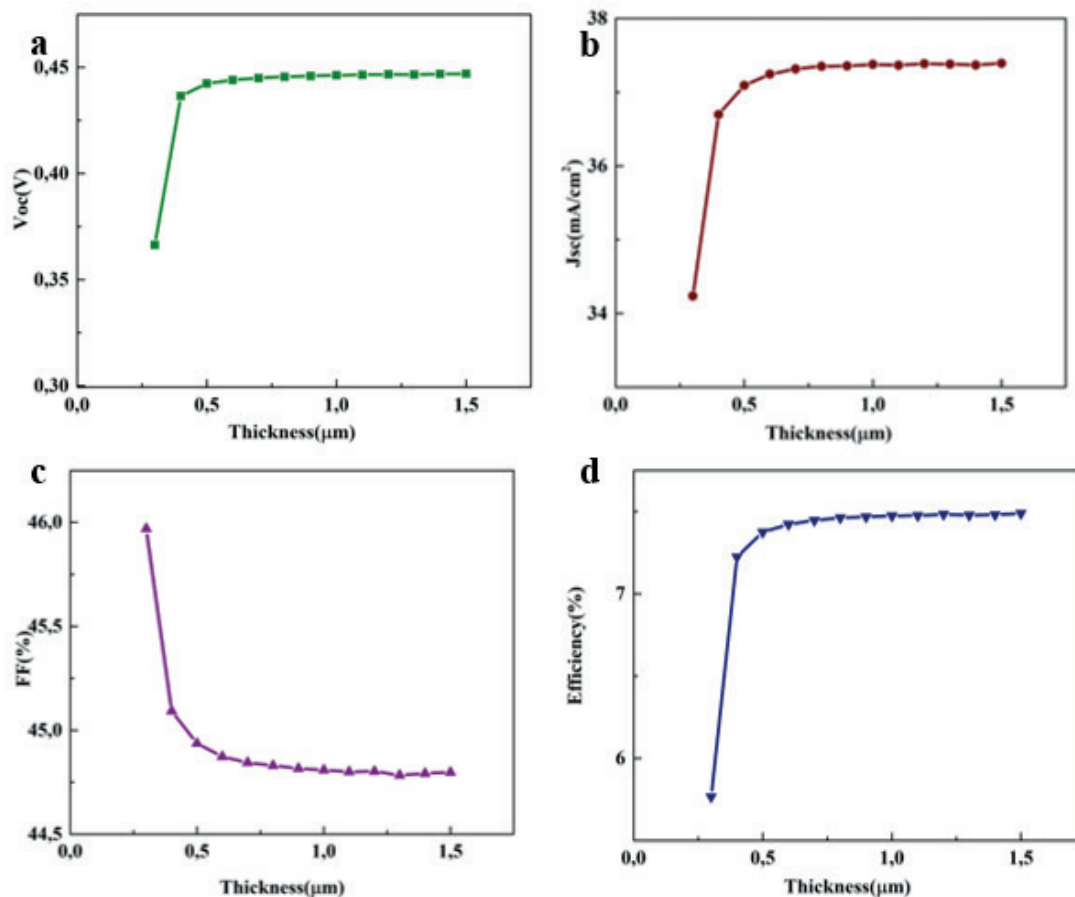 a
0,45
0,40
0,35
0,30
Voc(V)
0,0 0,5 1,0 1,5
Thickness(μm)
b
38
36
34
Jsc(mA/cm²)
0,0 0,5 1,0 1,5
Thickness(μm)
c
46,0
45,5
45,0
44,5
FF(%)
0,0 0,5 1,0 1,5
Thickness(μm)
d
7
6
Efficiency(%)
0,0 0,5 1,0 1,5
Thickness(μm)